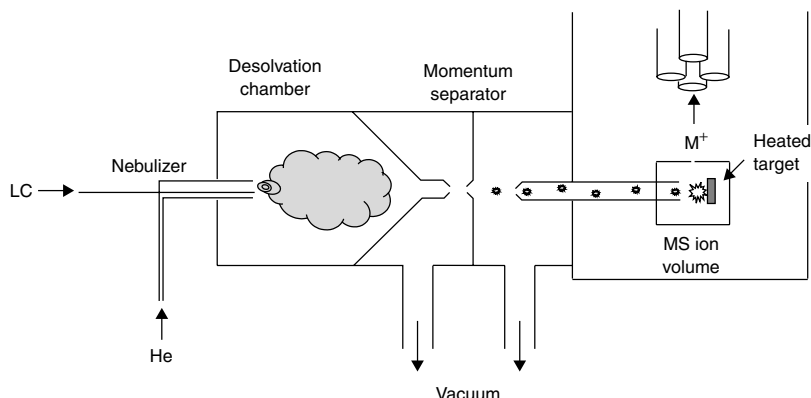 Desolvation
chamber
Momentum
separator
Nebulizer
LC
He
M+
Heated
target
MS ion
volume
Vacuum